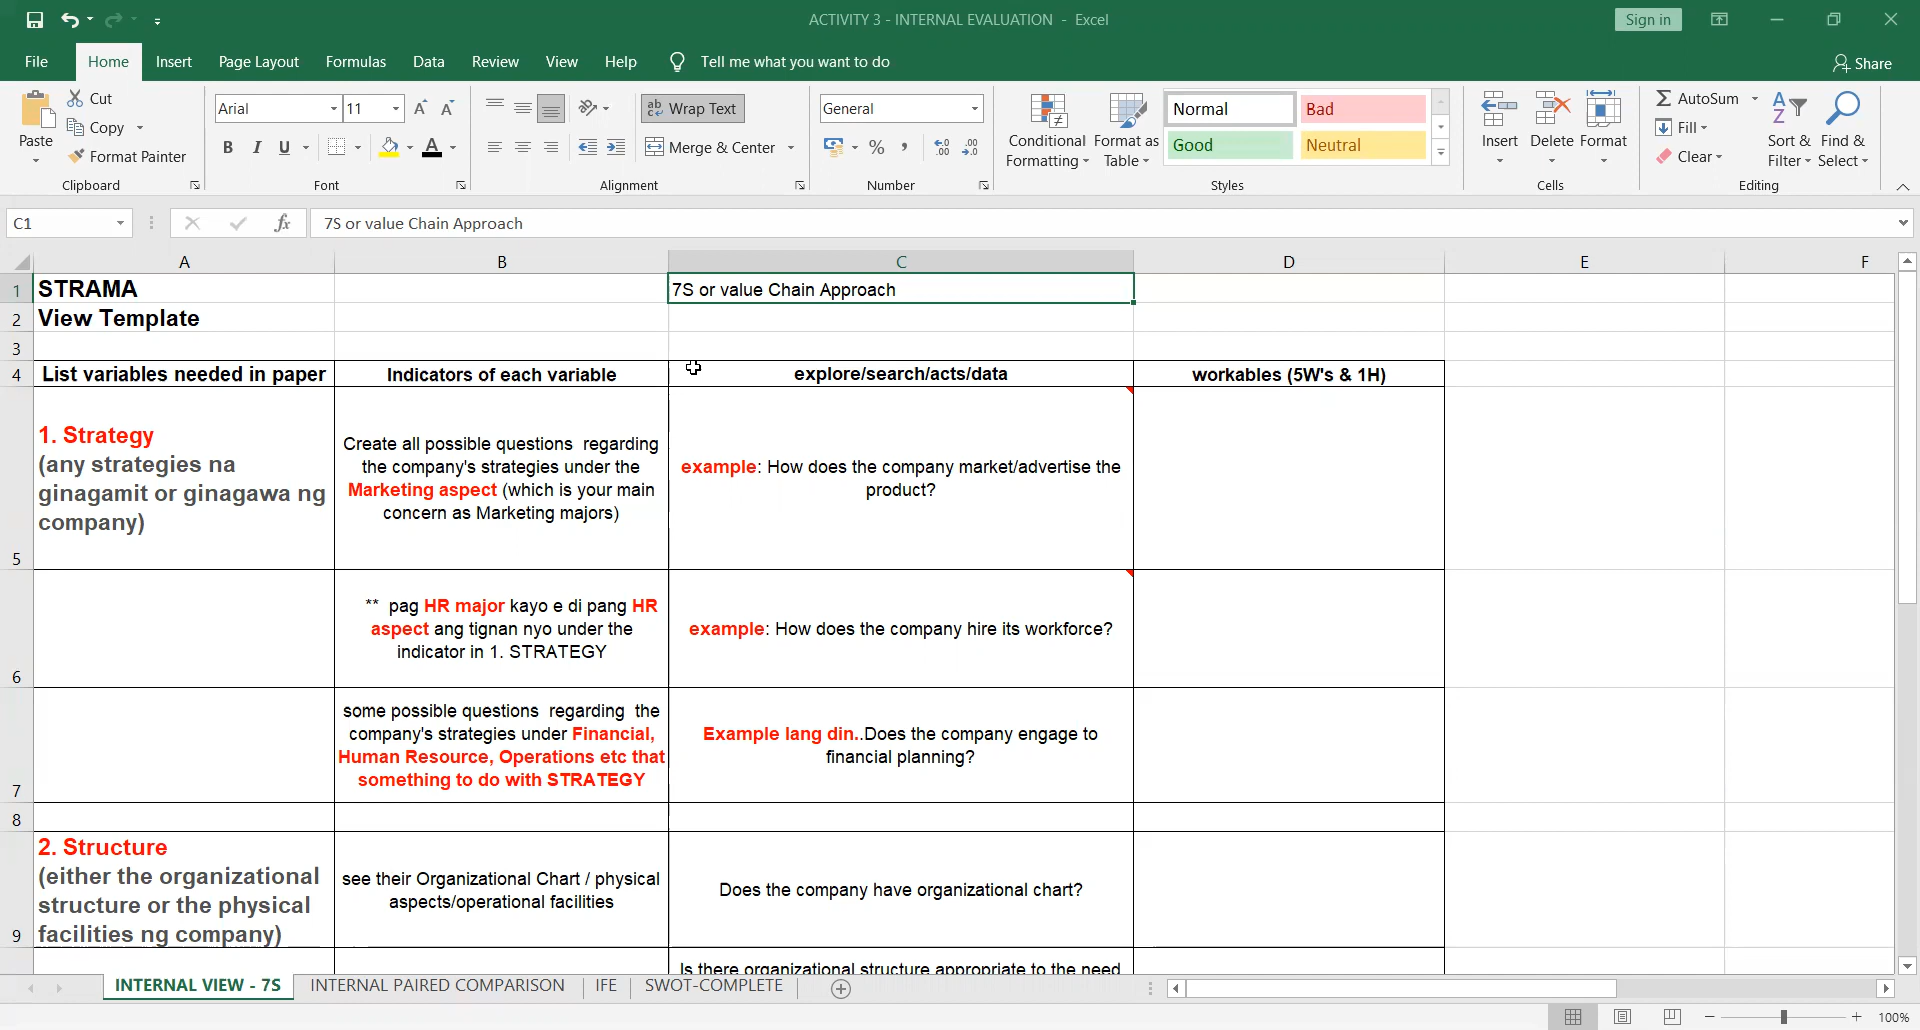 ACTIVITY 3 - INTERNAL EVALUATION - Excel
Sign in
File Home Insert Page Layout Formulas Data Review View Help Tell me what you want to do Share
Paste
Cut
Copy
Format Painter
Clipboard
Arial 11
B I U A
Font
Wrap Text
Merge & Center
Alignment
General
% ,
Number
Conditional Formatting
Format as Table
Normal Bad
Good Neutral
Styles
Insert Delete Format
Cells
AutoSum
Fill
Clear
Sort & Filter
Find & Select
Editing
C1 fx 7S or value Chain Approach
A B C D E F
1 STRAMA 7S or value Chain Approach
2 View Template
3
4 List variables needed in paper Indicators of each variable explore/search/acts/data workables (5W's & 1H)
1. Strategy
(any strategies na
ginagamit or ginagawa ng
company)
Create all possible questions regarding
the company's strategies under the
Marketing aspect (which is your main
concern as Marketing majors)
example: How does the company market/advertise the
product?
5
** pag HR major kayo e di pang HR
aspect ang tignan nyo under the
indicator in 1. STRATEGY
example: How does the company hire its workforce?
6
some possible questions regarding the
company's strategies under Financial,
Human Resource, Operations etc that
something to do with STRATEGY
Example lang din..Does the company engage to
financial planning?
7
8
2. Structure
(either the organizational
structure or the physical
facilities ng company)
see their Organizational Chart / physical
aspects/operational facilities
Does the company have organizational chart?
9
Is there organizational structure appropriate to the need
INTERNAL VIEW - 7S INTERNAL PAIRED COMPARISON IFE SWOT-COMPLETE
100%